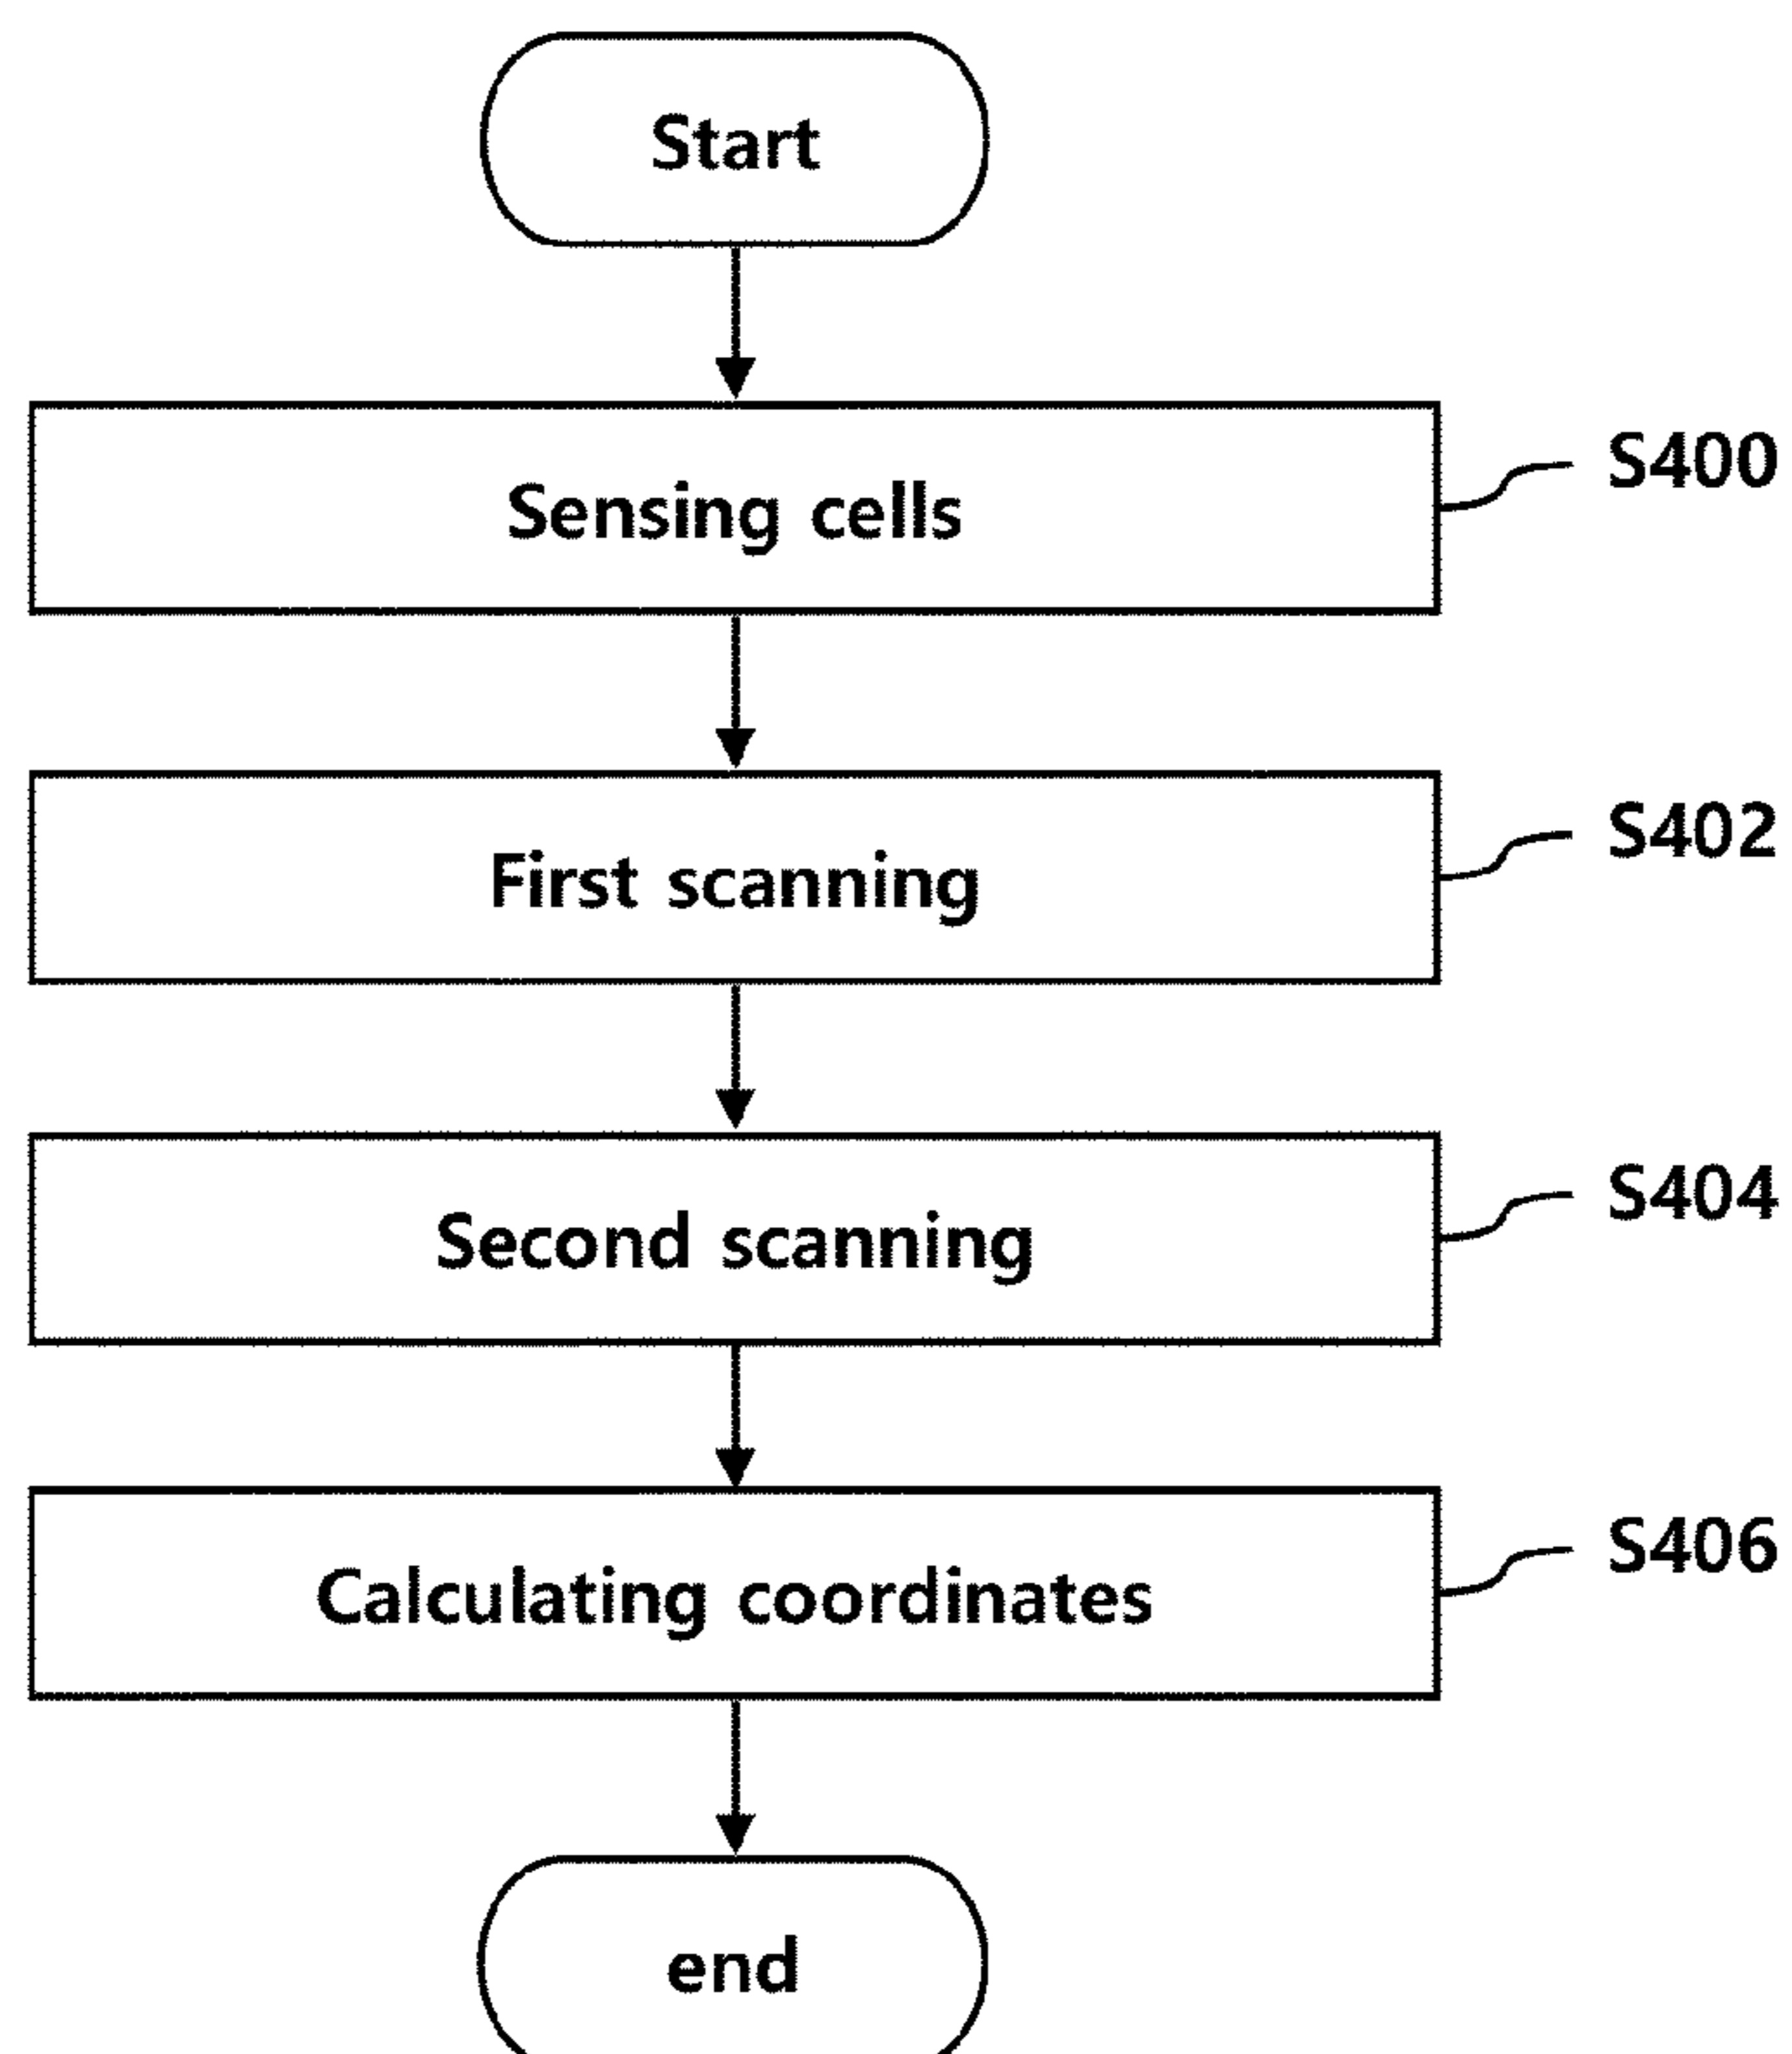 Start
Sensing cells
S400
First scanning
S402
Second scanning
S404
Calculating coordinates
S406
end